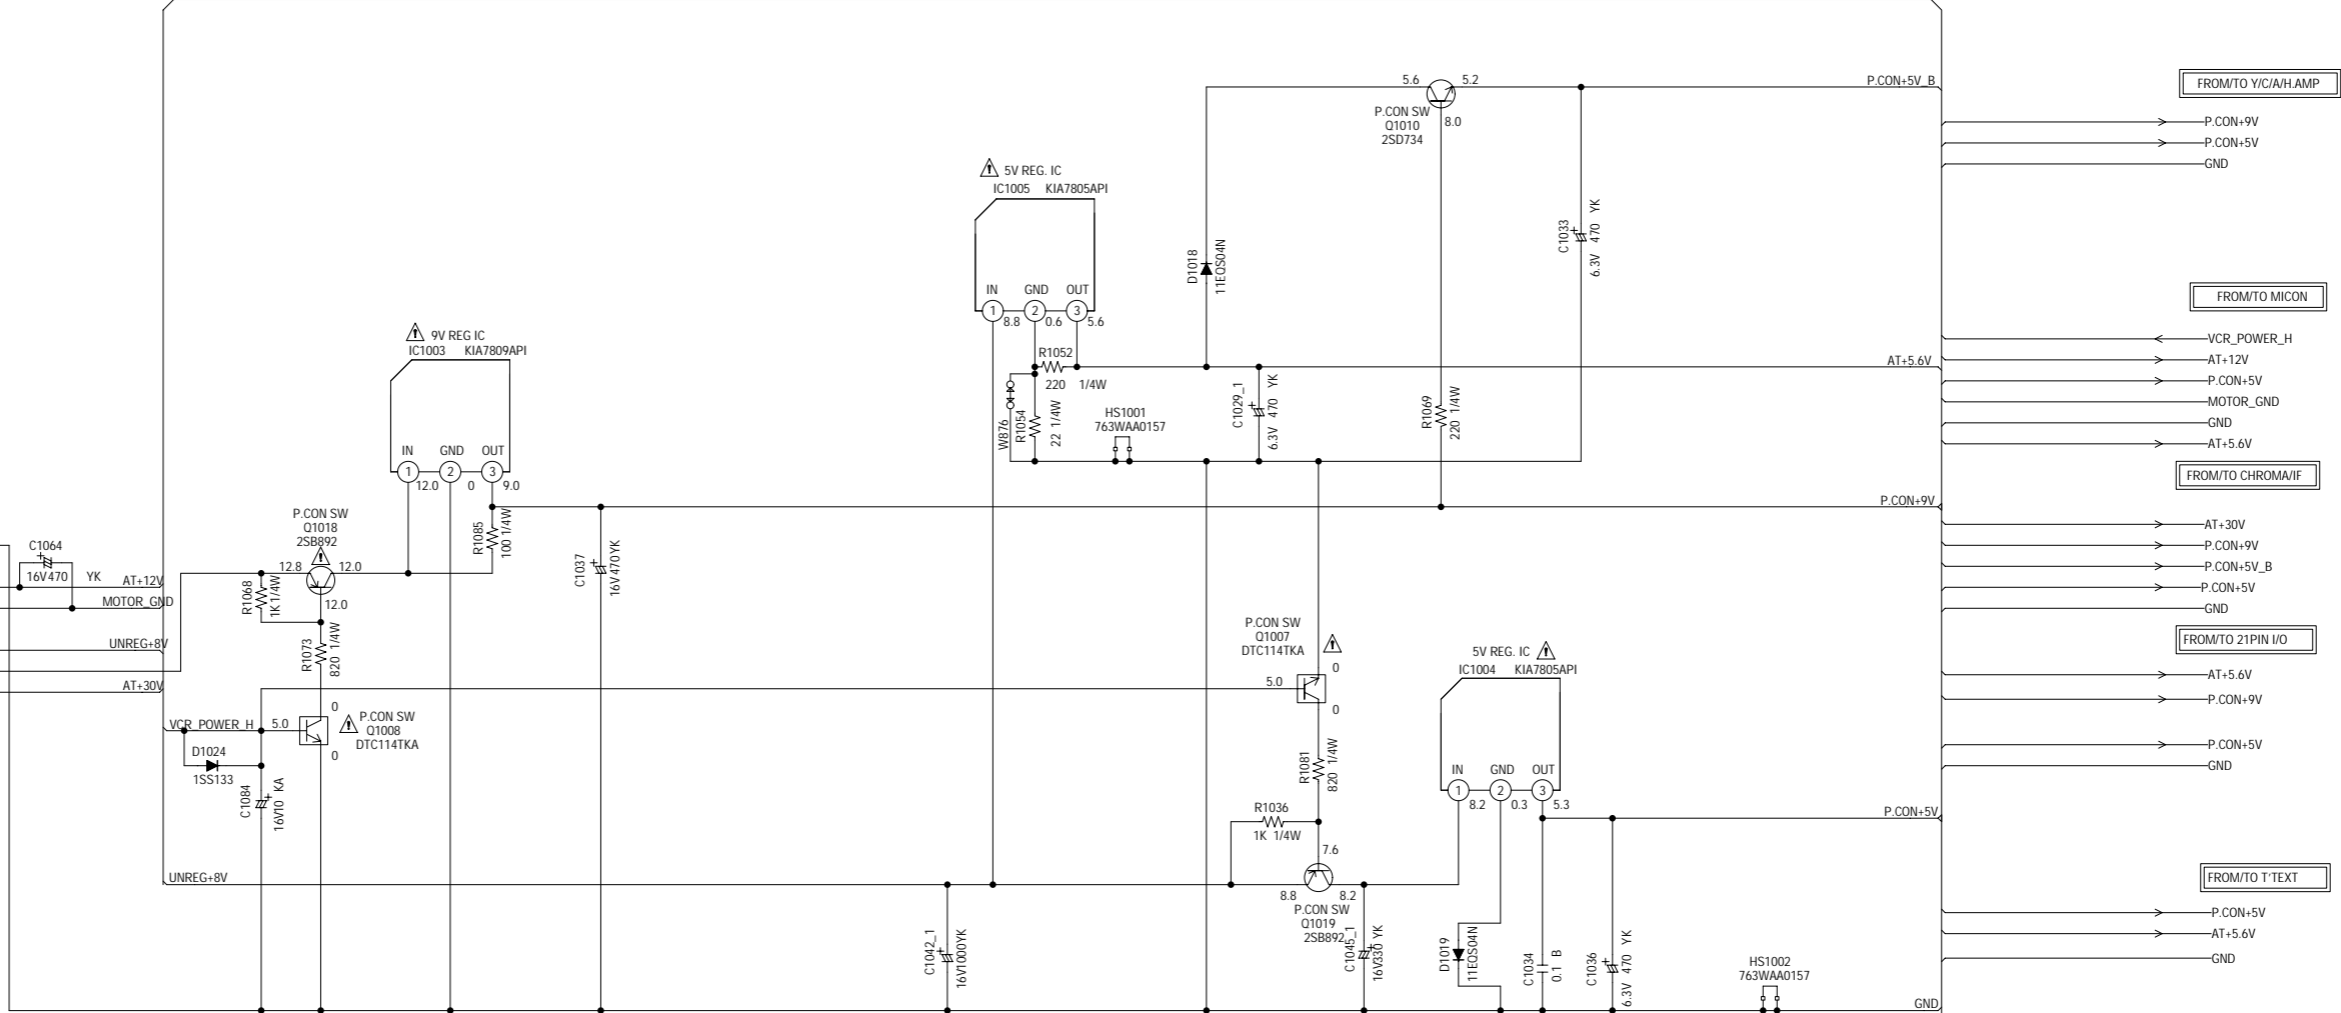 P.CON+5V_B
5.6
5.2
P.CON SW
Q1010
2SD734
8.0
FROM/TO Y/C/A/H.AMP
P.CON+9V
P.CON+5V
GND
5V REG. IC
IC1005 KIA7805API
IN GND OUT
1 2 3
8.8 0.6 5.6
D1018
11EQS04N
C1033
6.3V 470 YK
FROM/TO MICON
VCR_POWER_H
AT+12V
P.CON+5V
MOTOR_GND
GND
AT+5.6V
9V REG IC
IC1003 KIA7809API
IN GND OUT
1 2 3
12.0 0 9.0
R1052
220 1/4W
AT+5.6V
W876
R1054
22 1/4W
HS1001
763WAA0157
C1029_1
6.3V 470 YK
R1069
220 1/4W
FROM/TO CHROMA/IF
AT+30V
P.CON+9V
P.CON+5V_B
P.CON+5V
GND
P.CON+9V
P.CON SW
Q1018
2SB892
12.8 12.0
12.0
R1085
100 1/4W
C1037
16V 470 YK
C1064
16V470 YK
AT+12V
MOTOR_GND
UNREG+8V
AT+30V
R1068
1K 1/4W
R1073
820 1/4W
FROM/TO 21PIN I/O
AT+5.6V
P.CON+9V
P.CON+5V
GND
P.CON SW
Q1007
DTC114TKA
5.0
0
0
5V REG. IC
IC1004 KIA7805API
IN GND OUT
1 2 3
8.2 0.3 5.3
VCR_POWER_H
5.0
0
0
P.CON SW
Q1008
DTC114TKA
D1024
1SS133
C1084
16V10 KA
R1081
820 1/4W
R1036
1K 1/4W
7.6
P.CON+5V
UNREG+8V
8.8 8.2
P.CON SW
Q1019
2SB892
FROM/TO T'TEXT
P.CON+5V
AT+5.6V
GND
C1042_1
16V1000YK
C1045_1
16V330 YK
D1019
11EQS04N
C1034
0.1 B
C1036
6.3V 470 YK
HS1002
763WAA0157
GND